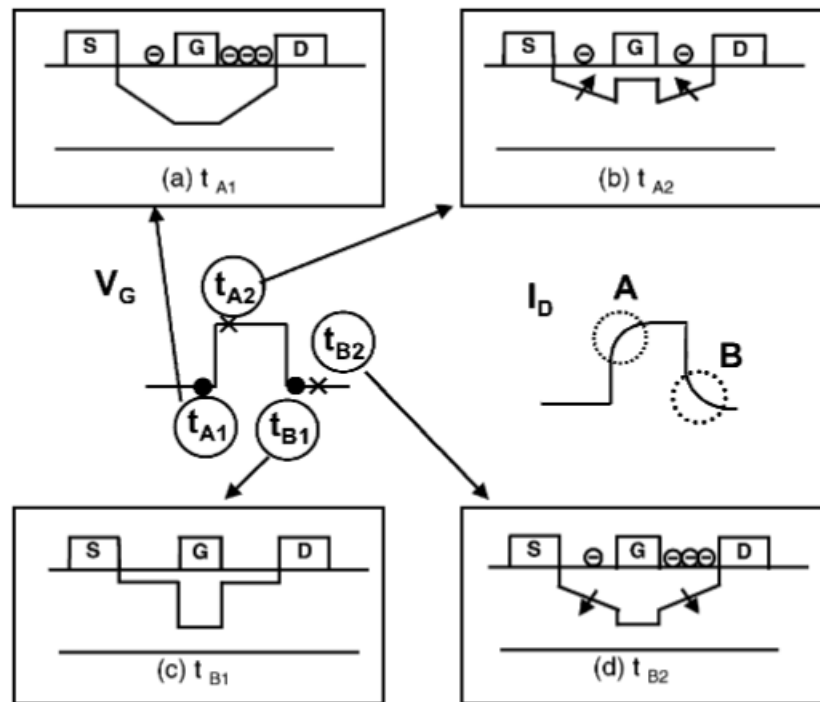 S G D
(a) t A1
S G D
(b) t A2
V G
t A2
t B2
t A1
t B1
I D
A
B
S G D
(c) t B1
S G D
(d) t B2